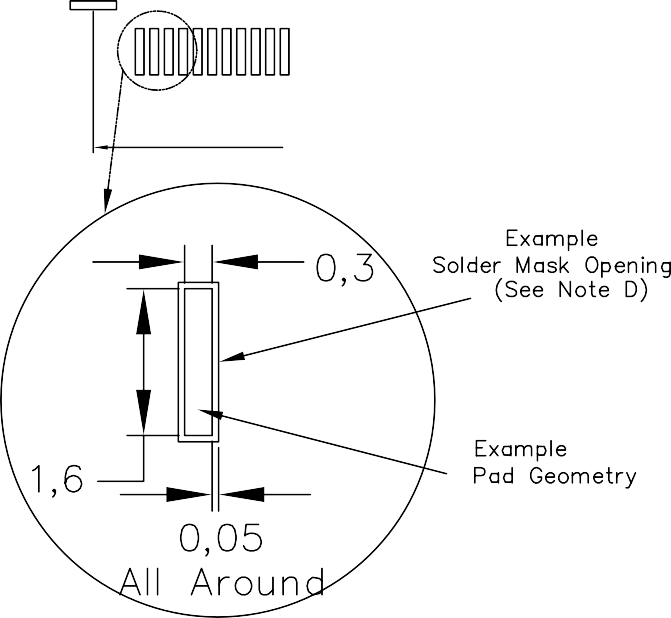 Example
Solder Mask Opening
(See Note D)
0,3
Example
Pad Geometry
1,6
0,05
All Around